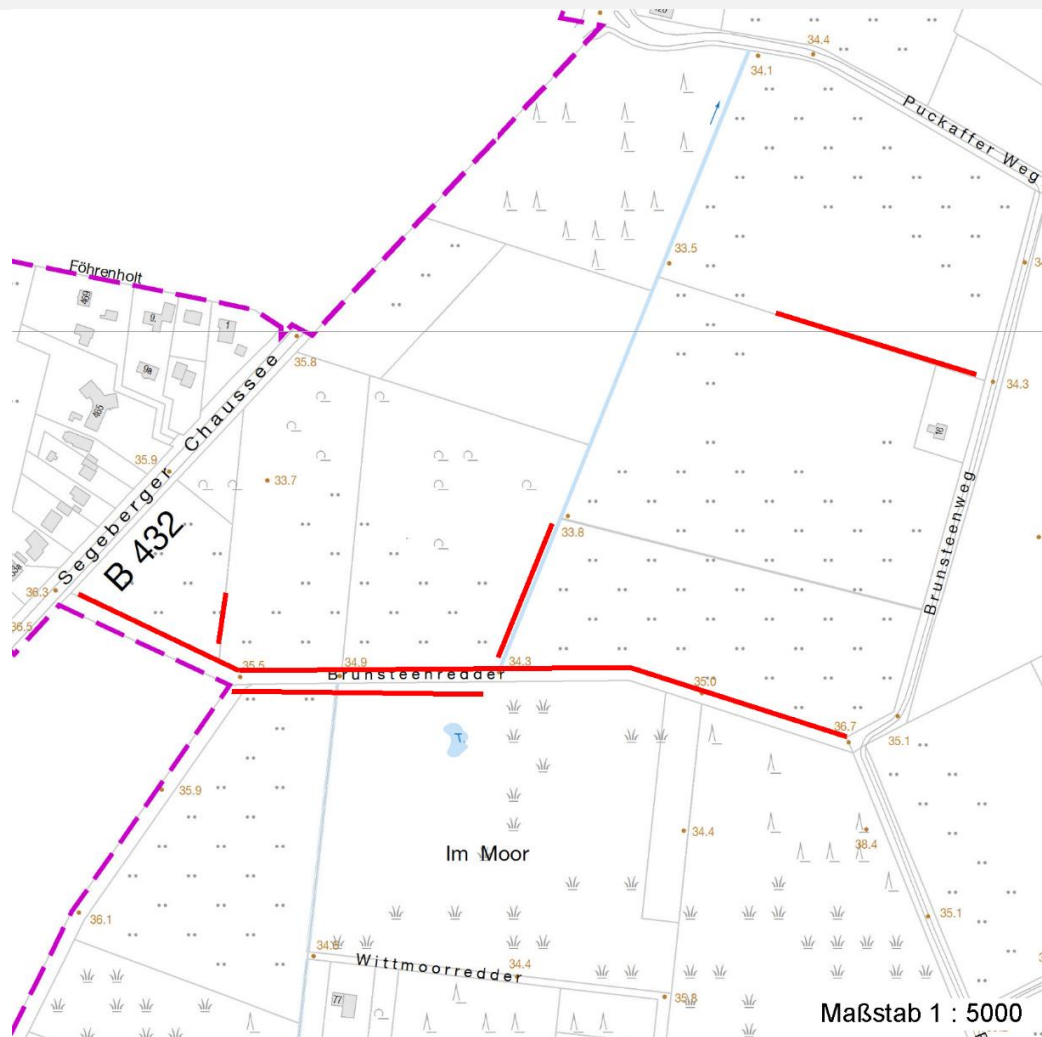 34.4
34.1
Puckaffer Weg
33.5
Föhrenholt
469
9
1
35.8
9a
465
Segeberger Chaussee
34.3
16
35.9
33.7
33.8
B 432
Brunsteenweg
36.3
36.5
35.5
34.9
34.3
Brunsteenredder
35.0
36.7
35.1
T.
35.9
34.4
38.4
Im Moor
36.1
35.1
34.4
Wittmoorredder
77
35.8
Maßstab 1 : 5000